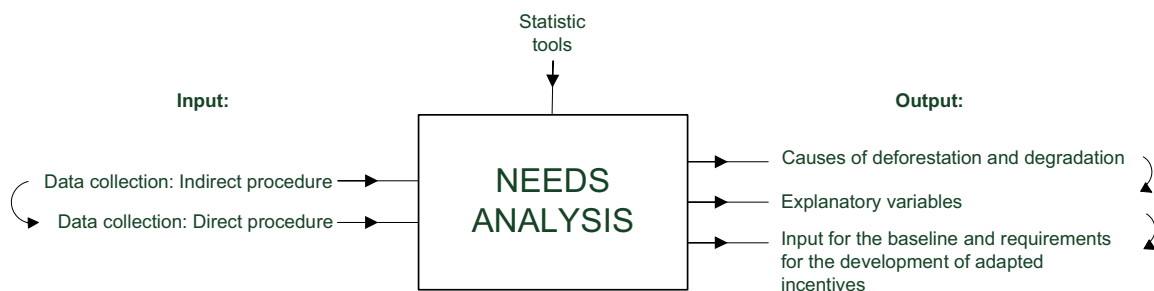 Statistic
tools
Input:
Output:
Data collection: Indirect procedure
Data collection: Direct procedure
NEEDS
ANALYSIS
Causes of deforestation and degradation
Explanatory variables
Input for the baseline and requirements
for the development of adapted
incentives